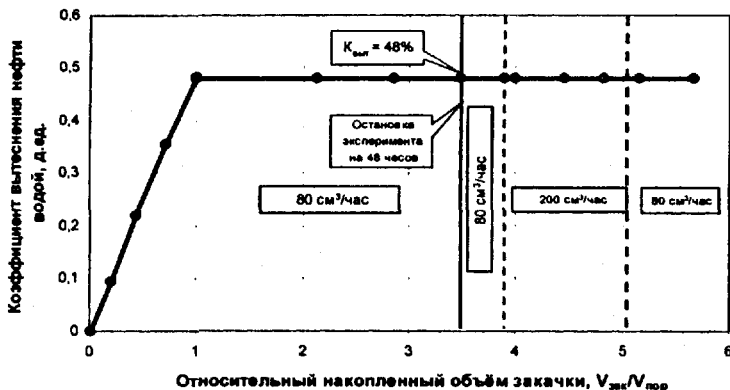 Коэффициент вытеснения нефти
водой, д.ед.
0,6
0,5
0,4
0,3
0,2
0,1
0
Kвыт = 48%
Остановка
эксперимента
на 48 часов
80 см³/час
80 см³/час
200 см³/час
80 см³/час
0 1 2 3 4 5 6
Относительный накопленный объём закачки, Vзак/Vпор